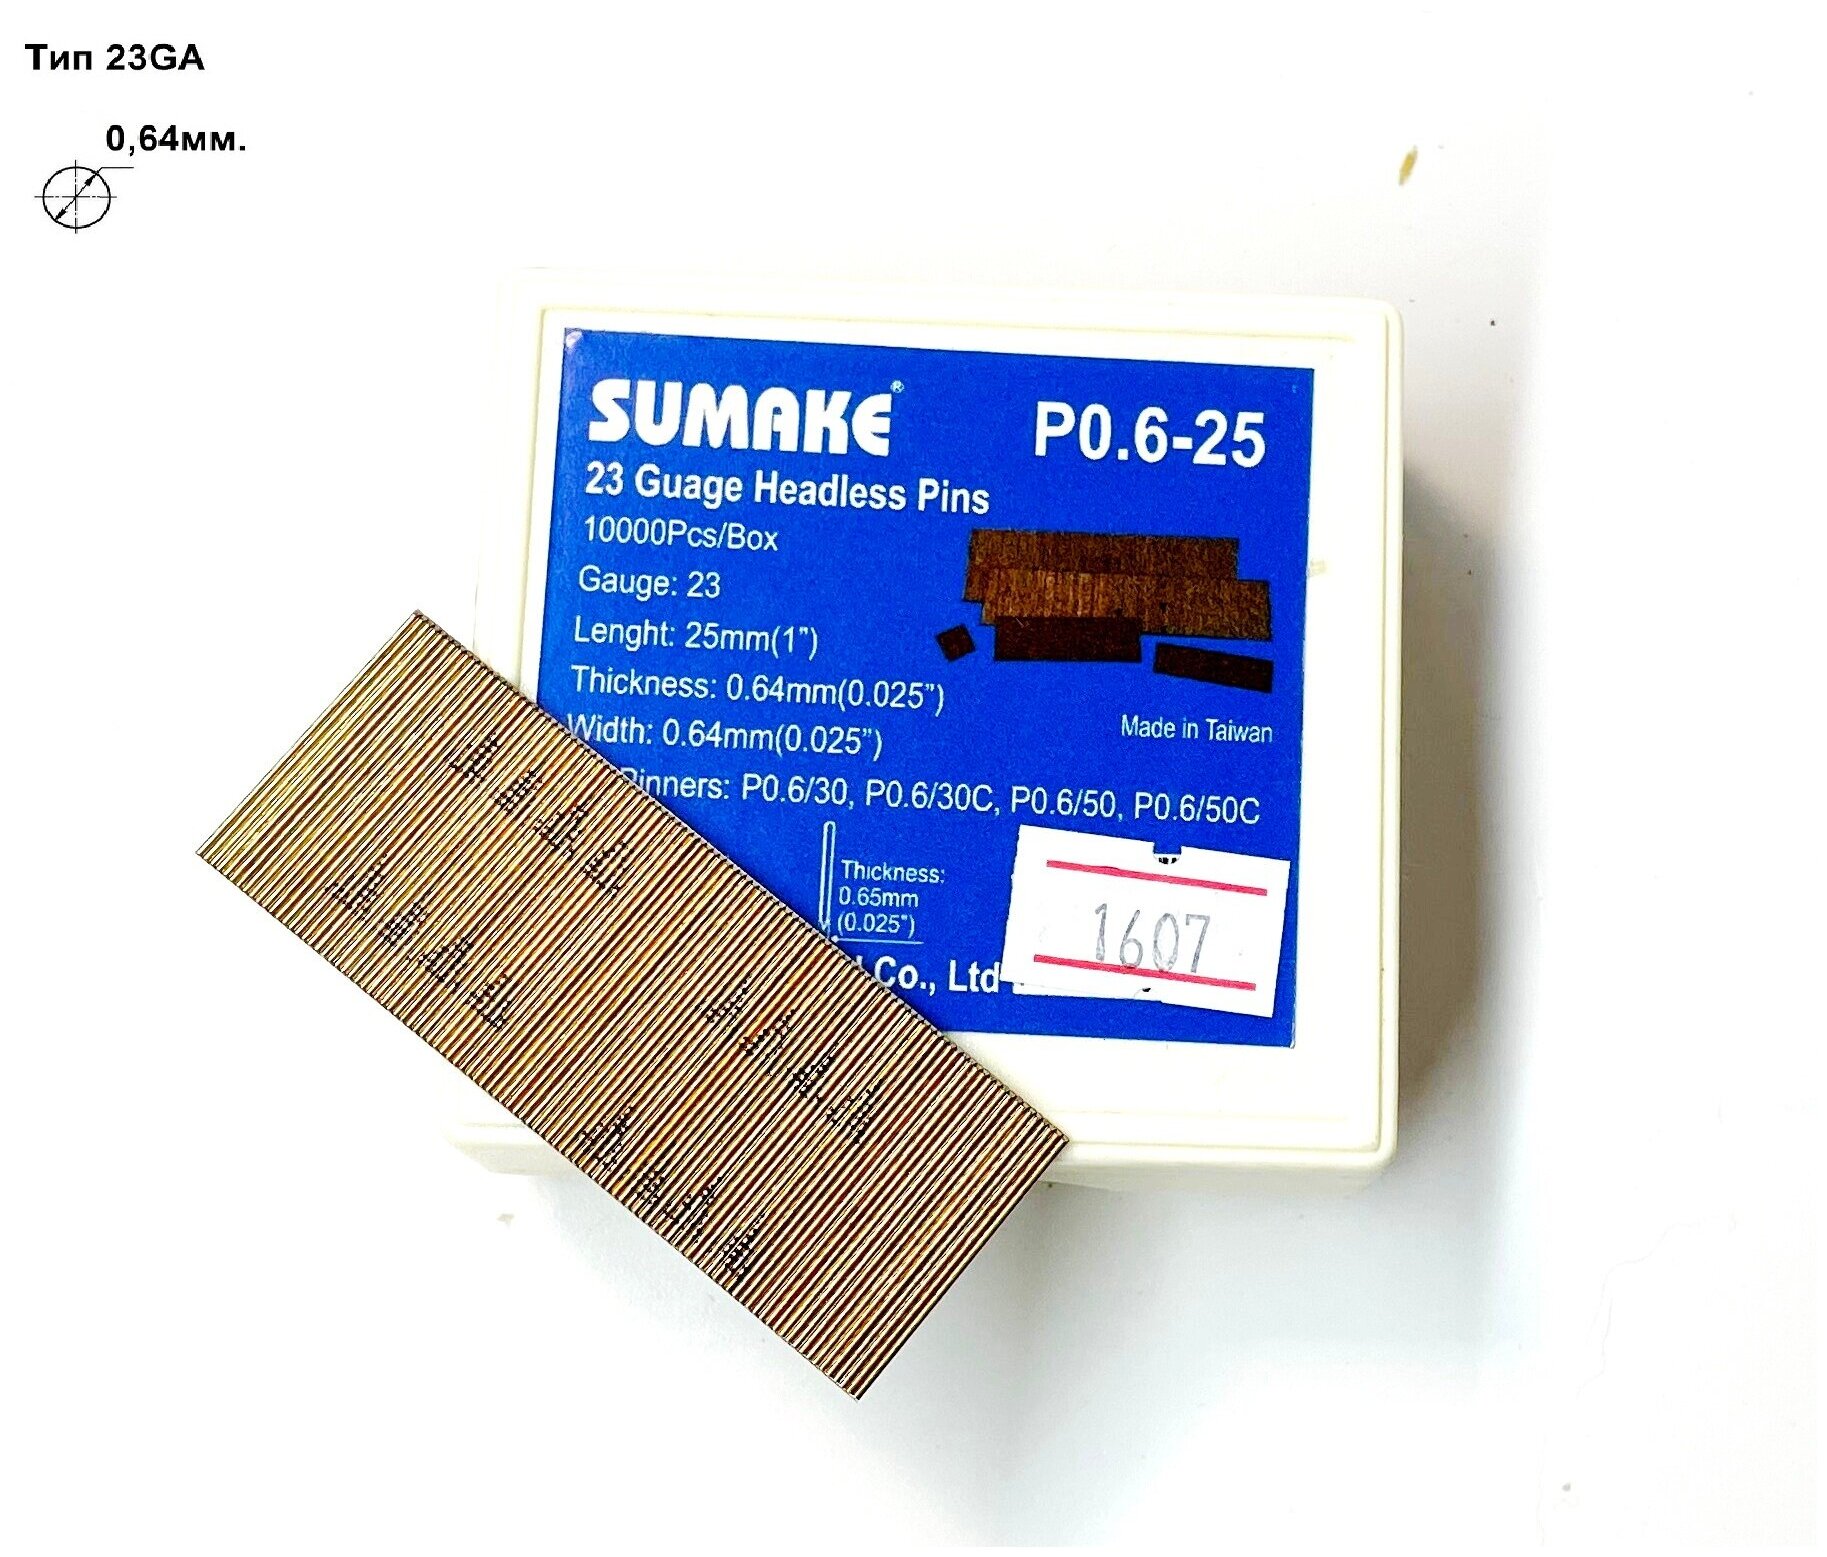 Тип 23GA
0,64мм.
SUMAKE®
P0.6-25
23 Guage Headless Pins
10000Pcs/Box
Gauge: 23
Lenght: 25mm(1")
Thickness: 0.64mm(0.025")
Width: 0.64mm(0.025")
Made in Taiwan
Pinners: P0.6/30, P0.6/30C, P0.6/50, P0.6/50C
Thickness:
0.65mm
(0.025")
Co., Ltd
1607